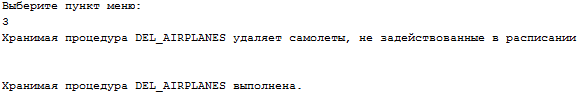 Выберите пункт меню:
3
Хранимая процедура DEL_AIRPLANES удаляет самолеты, не задействованные в расписании
Хранимая процедура DEL_AIRPLANES выполнена.